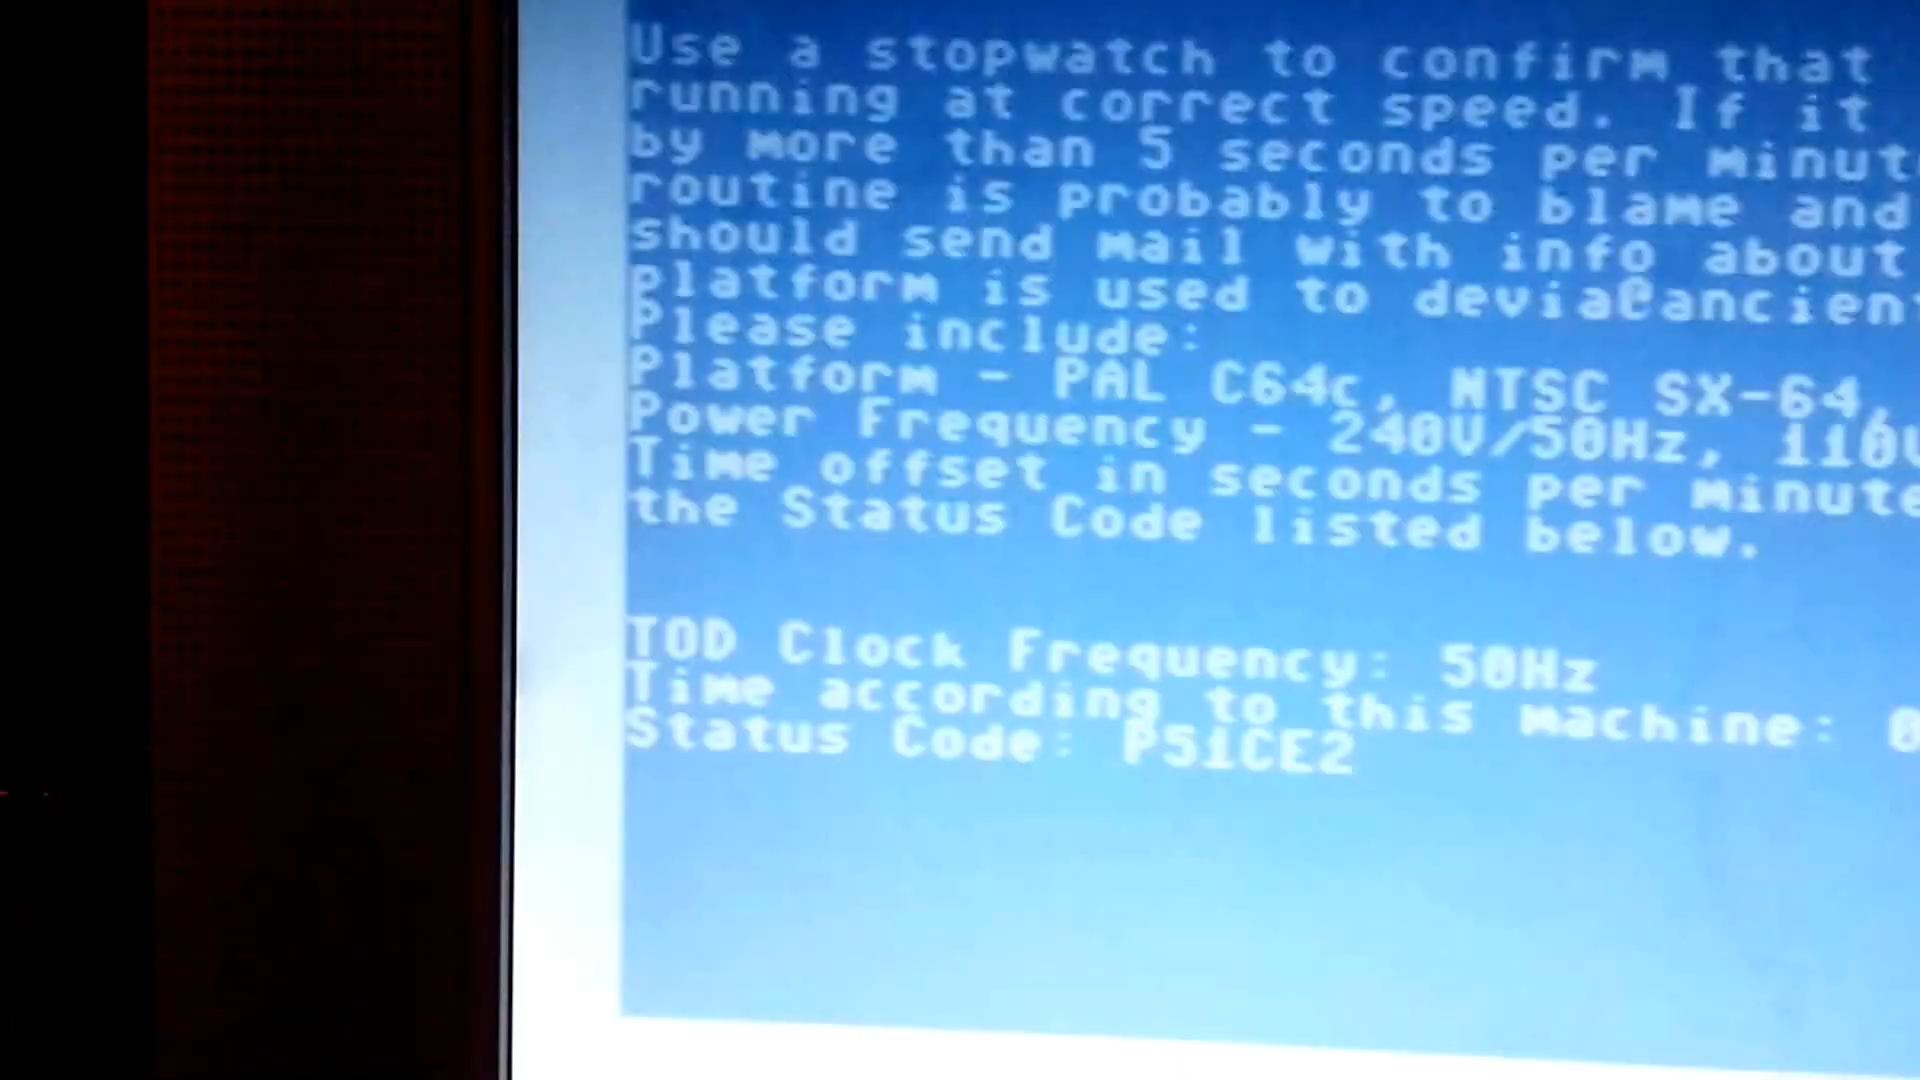 Use a stopwatch to confirm that
running at correct speed. If it
by more than 5 seconds per minut
routine is probably to blame and
should send mail with info about
platform is used to devia@ancien
Please include:
Platform - PAL C64c, NTSC SX-64,
Power Frequency - 240V/50Hz, 110V
Time offset in seconds per minute
the Status Code listed below.
TOD Clock Frequency: 50Hz
Time according to this machine: 0
Status Code: P51CE2